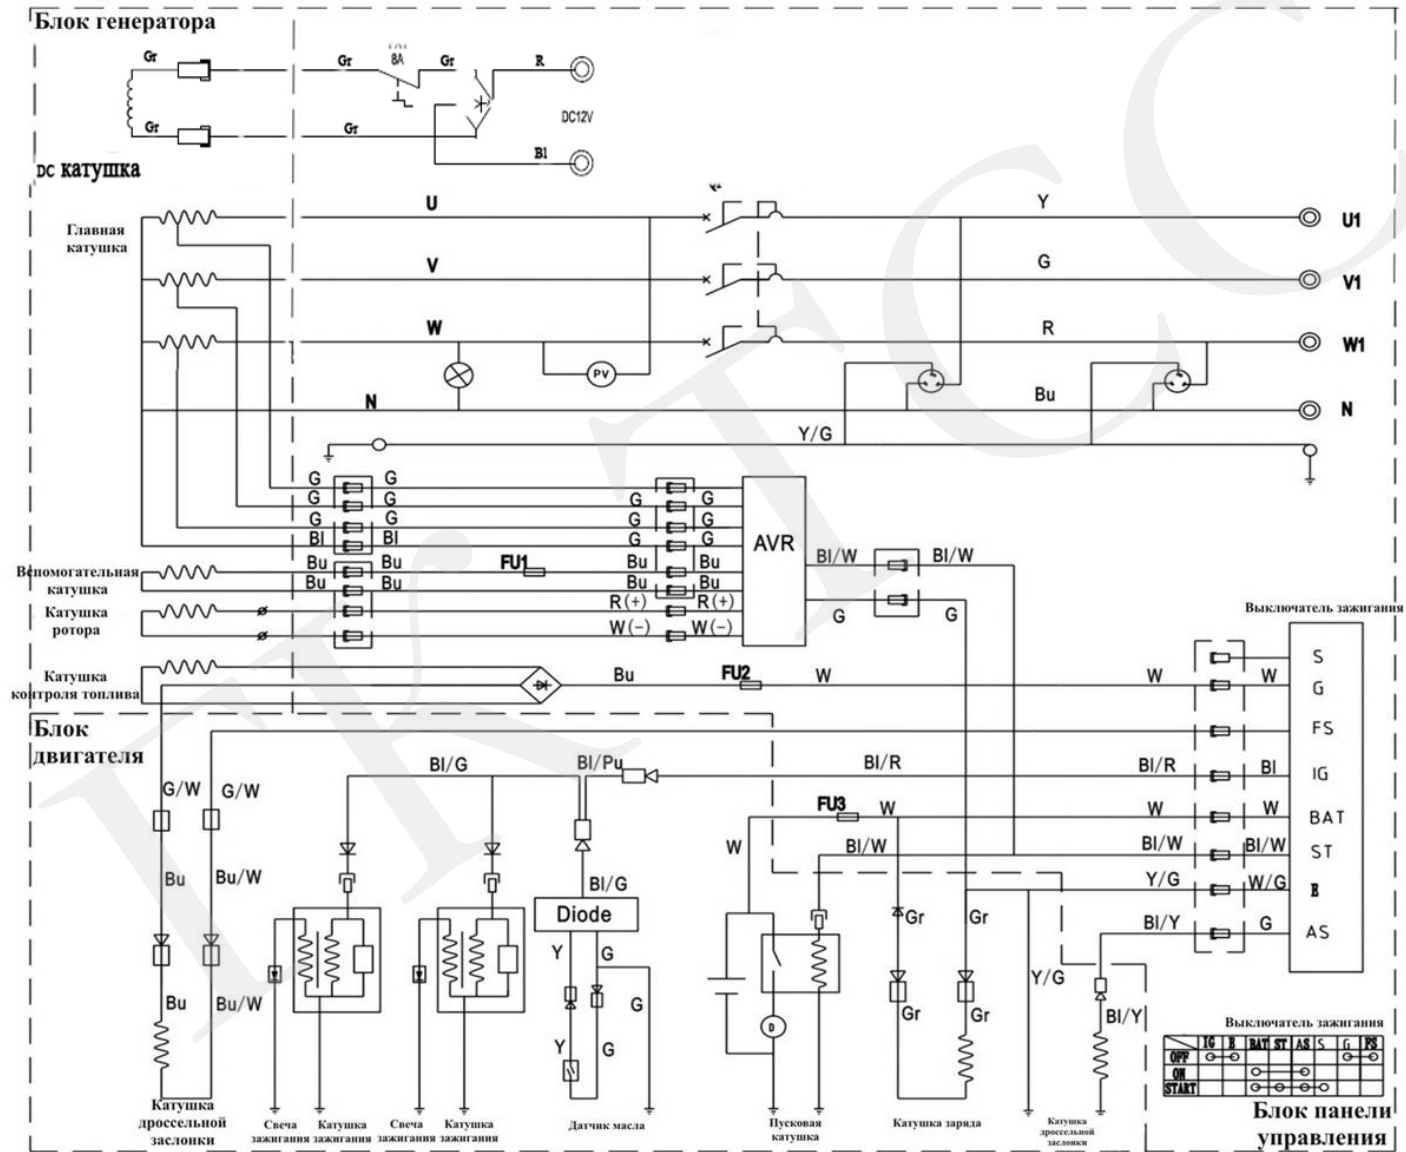 Блок генератора
Gr
Gr
8A
Gr
R
DC12V
Gr
Gr
Bl
DC катушка
Главная
катушка
U
Y
U1
V
G
V1
W
R
W1
PV
N
Bu
N
Y/G
G G
G G G G
G G G G
Bl Bl G G
AVR
Вспомогательная
катушка
Bu Bu FU1 Bu Bu
Bu Bu Bu Bu
Bl/W Bl/W
Катушка
ротора
R(+) R(+)
W(-) W(-)
G G
Выключатель зажигания
Катушка
контроля топлива
Bu FU2 W W W
S
G
FS
IG
BAT
ST
E
AS
Блок
двигателя
Bl/G
Bl/Pu
Bl/R
Bl/R
Bl
G/W
G/W
FU3
W
W
W
W
Bl/W
Bl/W
Bl/W
Bu
Bu/W
Bl/G
Y/G
W/G
Diode
Gr
Gr
Bl/Y
G
Y
G
Bu
Bu/W
G
Y/G
Gr
Gr
Bl/Y
D
Y
G
Выключатель зажигания
IG E BAT ST AS S G FS
OFF
ON
START
Катушка
дроссельной
заслонки
Свеча
зажигания
Катушка
зажигания
Свеча
зажигания
Катушка
зажигания
Датчик масла
Пусковая
катушка
Катушка заряда
Катушка
дроссельной
заслонки
Блок панели
управления
ГК ТСС